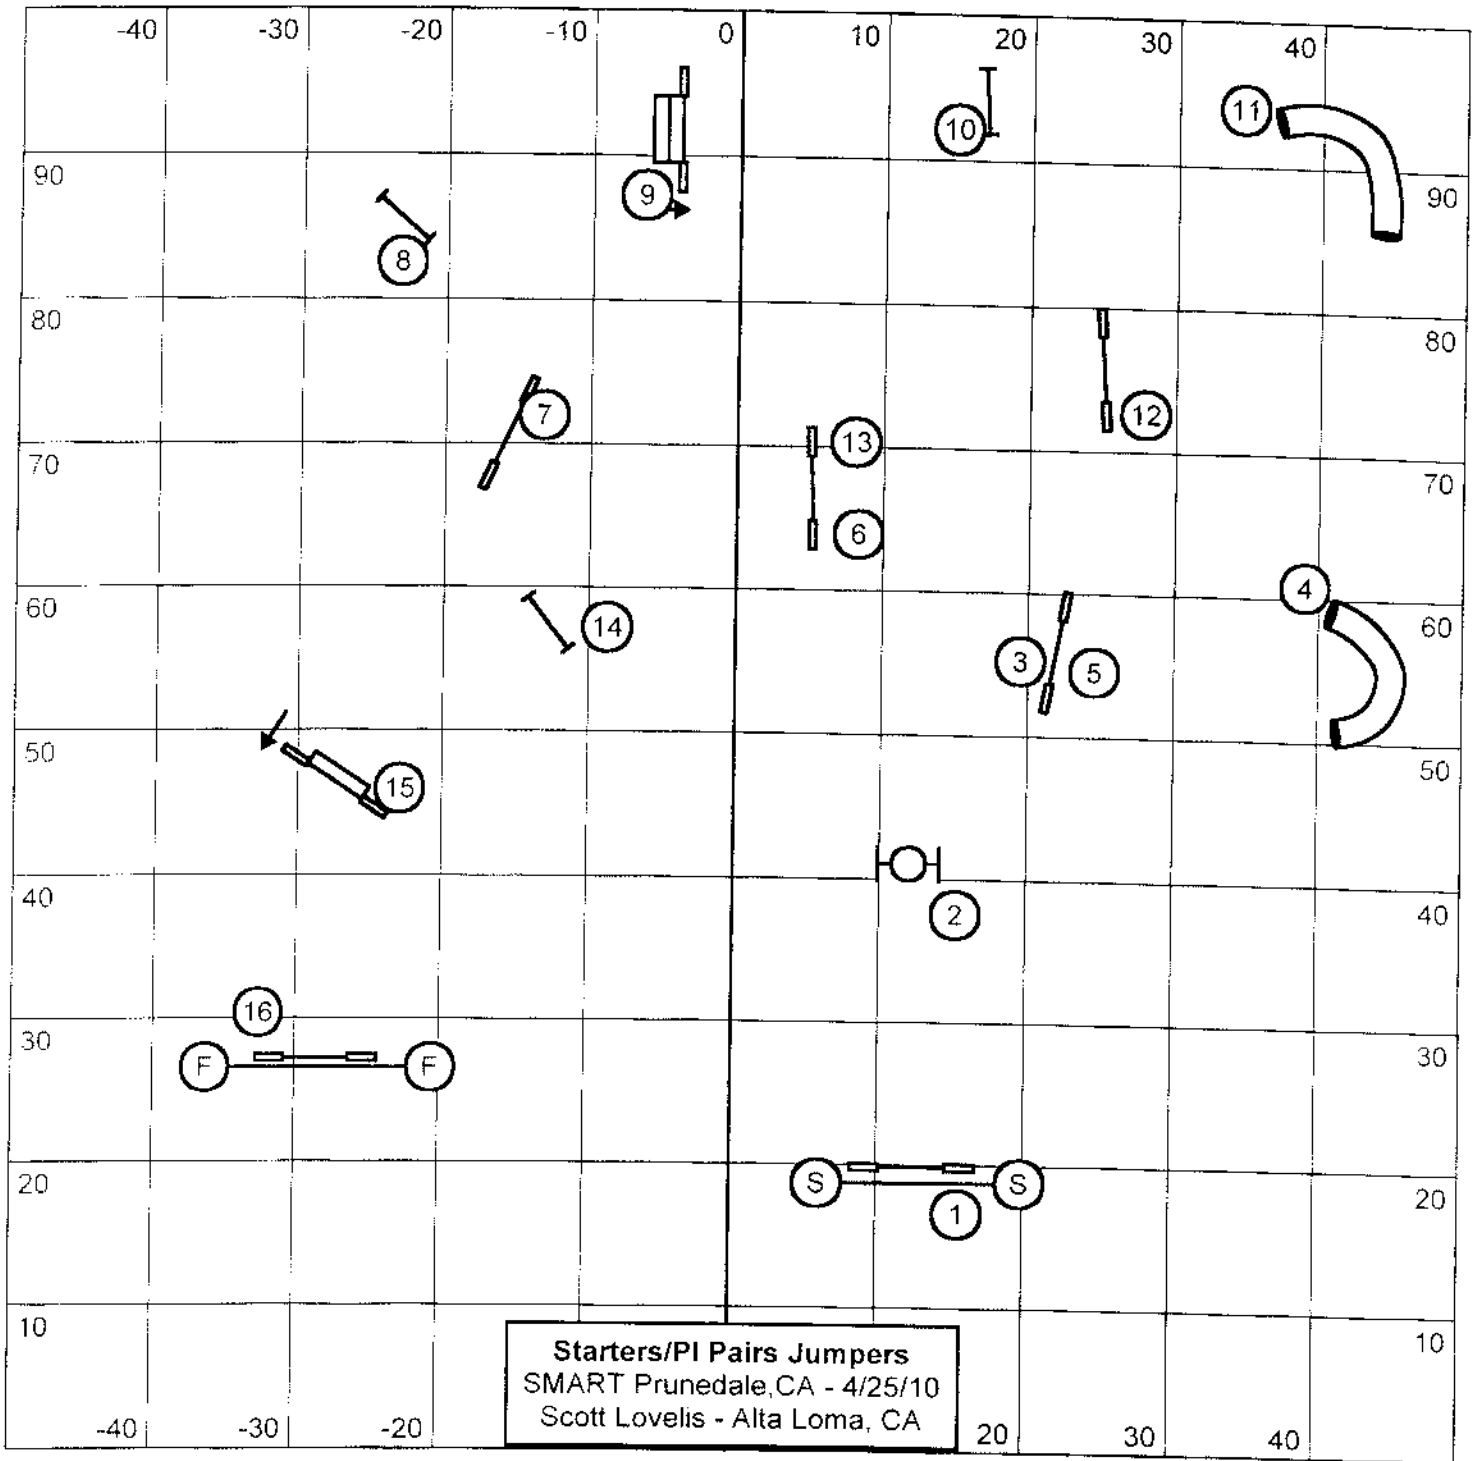 -40 -30 -20 -10 0 10 20 30 40
11
10
90 9 90
8
80 80
7 12
13
70 70
6
4
60 14 60
3 5
50 50
15
40 2 40
16
30 30
F F
20 S S 20
1
10 10
Starters/PI Pairs Jumpers
SMART Prunedale,CA - 4/25/10
Scott Lovelis - Alta Loma, CA
-40 -30 -20 20 30 40